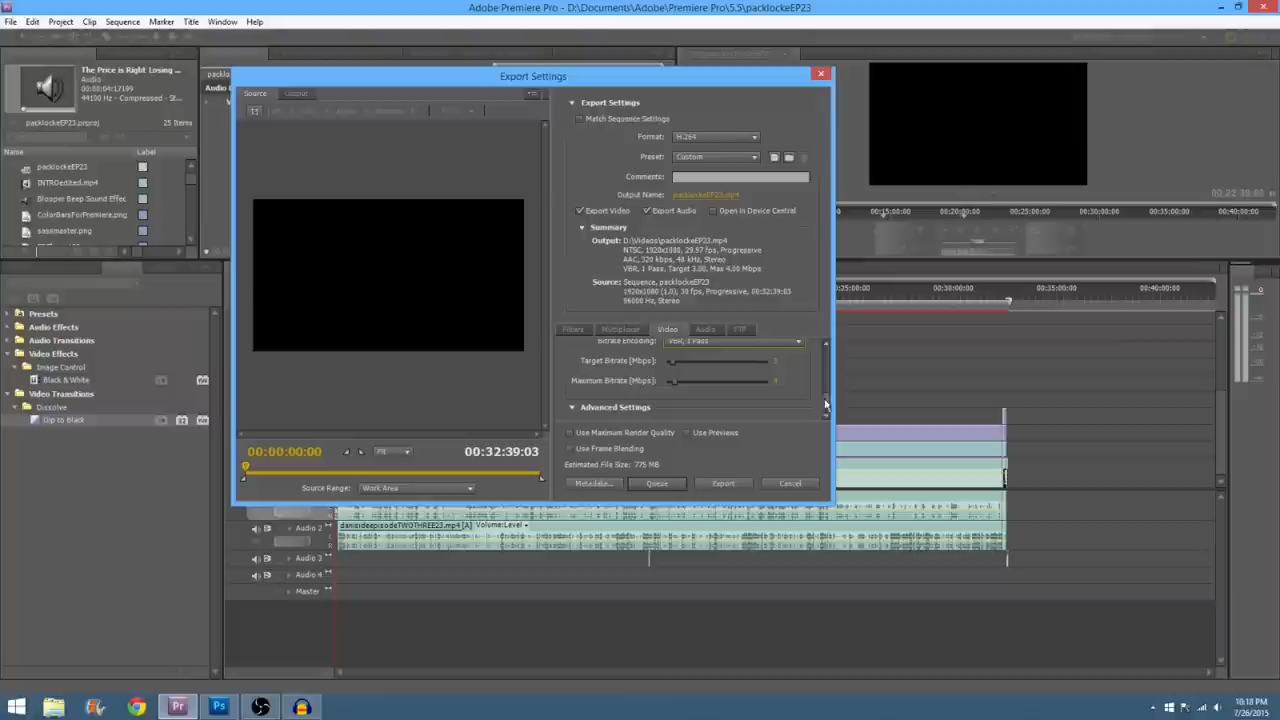 Adobe Premiere Pro - D:\Documents\Adobe\Premiere Pro\5.5\packlockeEP23
File Edit Project Clip Sequence Marker Title Window Help
The Price is Right Losing ...
Audio
00:00:04:17199
44100 Hz - Compressed - St...
packlockeEP23.prproj 25 Items
Name Label
packlockeEP23
INTROedited.mp4
Blooper Beep Sound Effec
ColorBarsForPremiere.png
sassmaster.png
Presets
Audio Effects
Audio Transitions
Video Effects
Image Control
Black & White
Video Transitions
Dissolve
Dip to Black
Export Settings
Source Output
Export Settings
Match Sequence Settings
Format: H.264
Preset: Custom
Comments:
Output Name: packlockeEP23.mp4
Export Video Export Audio Open in Device Central
Summary
Output: D:\Videos\packlockeEP23.mp4
NTSC, 1920x1080, 29.97 fps, Progressive
AAC, 320 kbps, 48 kHz, Stereo
VBR, 1 Pass, Target 3.00, Max 4.00 Mbps
Source: Sequence, packlockeEP23
1920x1080 (1.0), 30 fps, Progressive, 00:32:39:03
96000 Hz, Stereo
Filters Multiplexer Video Audio FTP
Bitrate Encoding: VBR, 1 Pass
Target Bitrate [Mbps]: 3
Maximum Bitrate [Mbps]: 4
Advanced Settings
Use Maximum Render Quality Use Previews
Use Frame Blending
Estimated File Size: 775 MB
Metadata... Queue Export Cancel
00:00:00:00 Fit 00:32:39:03
Source Range: Work Area
00:32:39:03
00:15:00:00 00:20:00:00 00:25:00:00 00:30:00:00 00:35:00:00 00:40:00:00
00:25:00:00 00:30:00:00 00:35:00:00 00:40:00:00
Audio 2 danisideepisodeTWOTHREE23.mp4 [A] Volume:Level
Audio 3
Audio 4
Master
Pr Ps
10:18 PM
7/26/2015